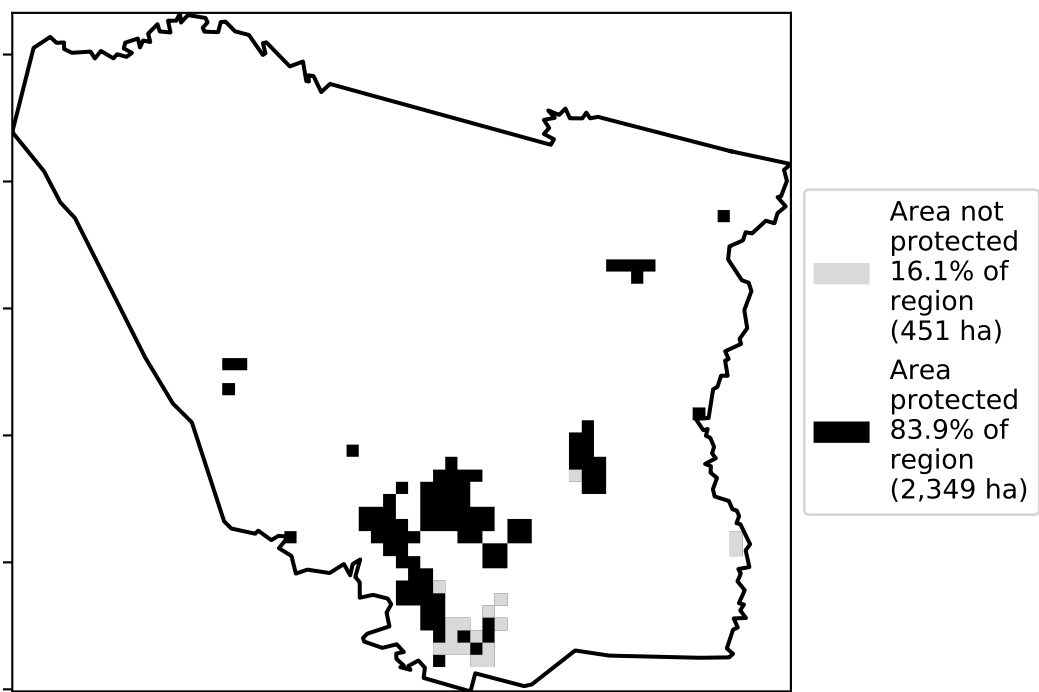 Area not
protected
16.1% of
region
(451 ha)
Area
protected
83.9% of
region
(2,349 ha)